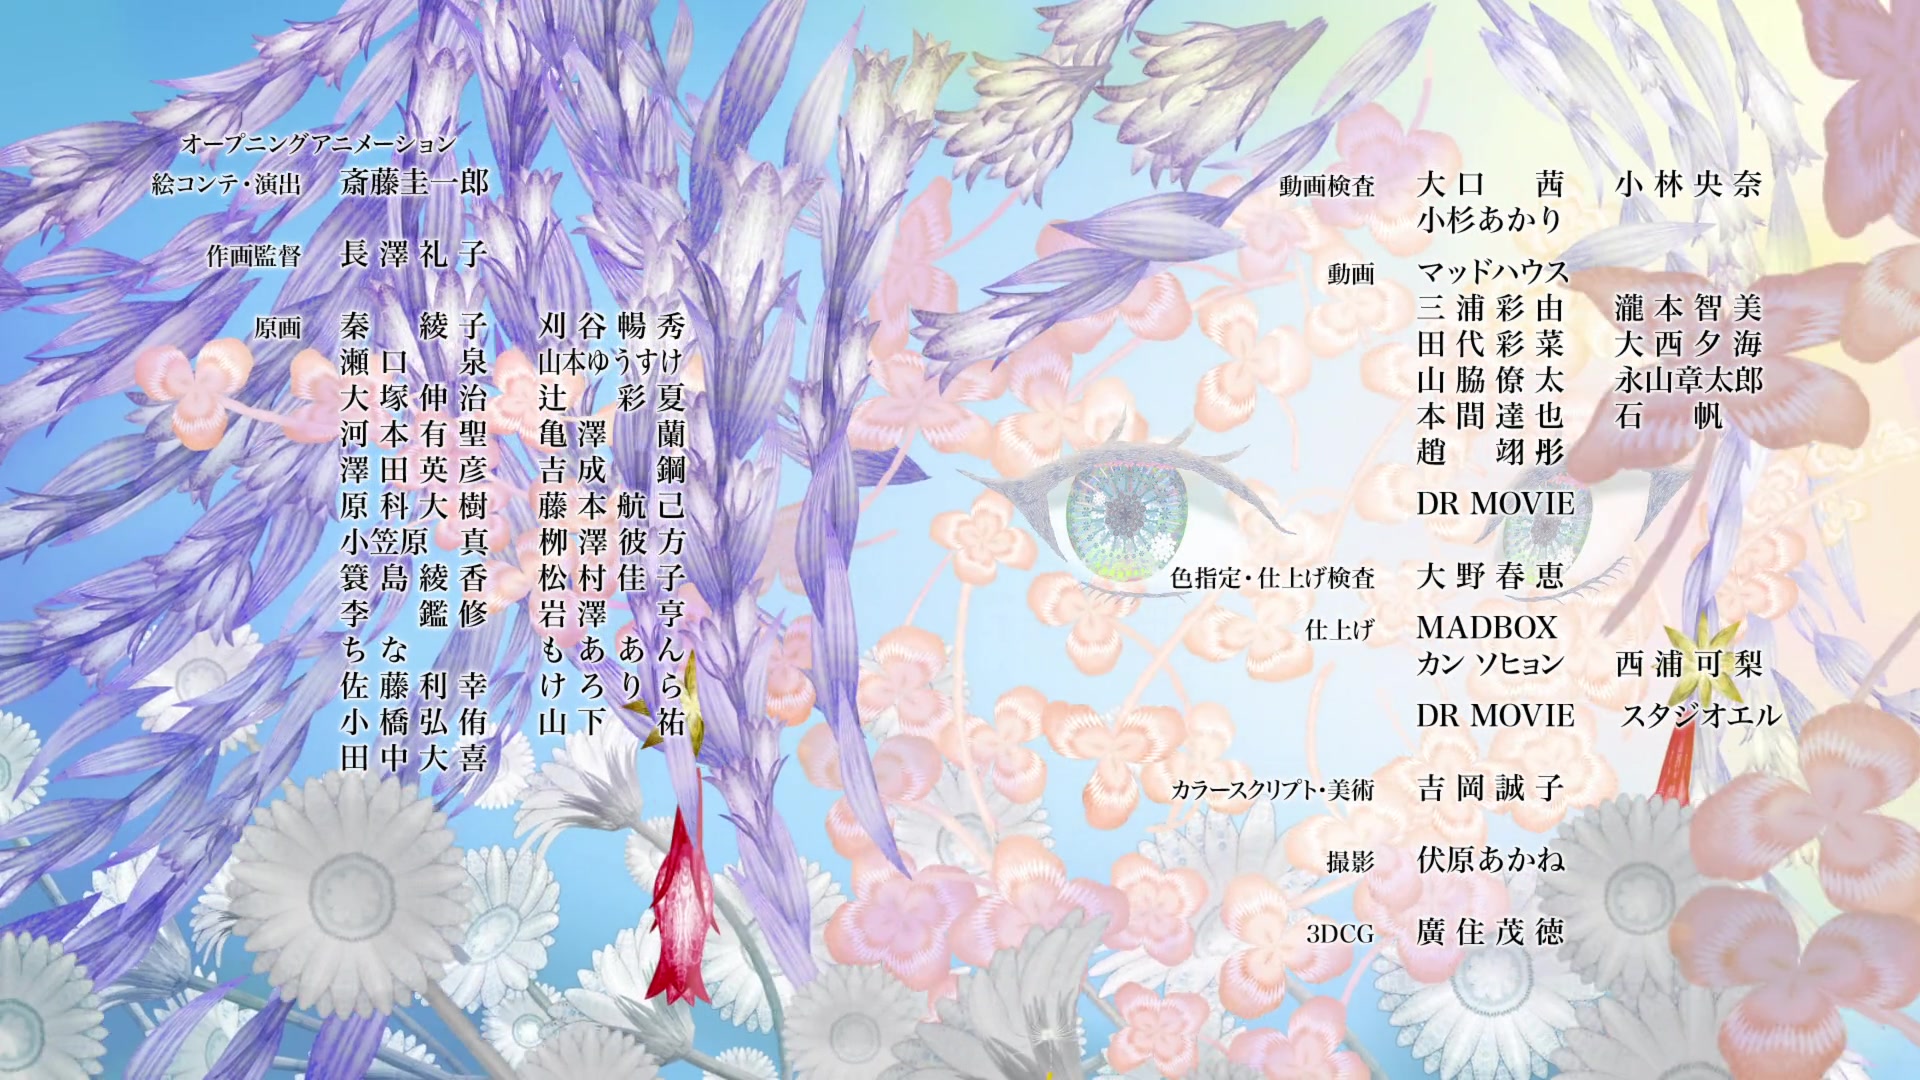 オープニングアニメーション
絵コンテ・演出 斎藤圭一郎
作画監督 長澤礼子
原画 秦 綾子 刈谷暢秀
瀬口 泉 山本ゆうすけ
大塚伸治 辻 彩夏
河本有聖 亀澤 蘭
澤田英彦 吉成 鋼
原科大樹 藤本航己
小笠原 真 柳澤彼方
簑島綾香 松村佳子
李 鑑修 岩澤 亨
ちな もああん
佐藤利幸 けろりら
小橋弘侑 山下 祐
田中大喜
動画検査 大口 茜 小林央奈
小杉あかり
動画 マッドハウス
三浦彩由 瀧本智美
田代彩菜 大西夕海
山脇僚太 永山章太郎
本間達也 石 帆
趙 翊彤
DR MOVIE
色指定・仕上げ検査 大野春恵
仕上げ MADBOX
カン ソヒョン 西浦可梨
DR MOVIE スタジオエル
カラースクリプト・美術 吉岡誠子
撮影 伏原あかね
3DCG 廣住茂徳